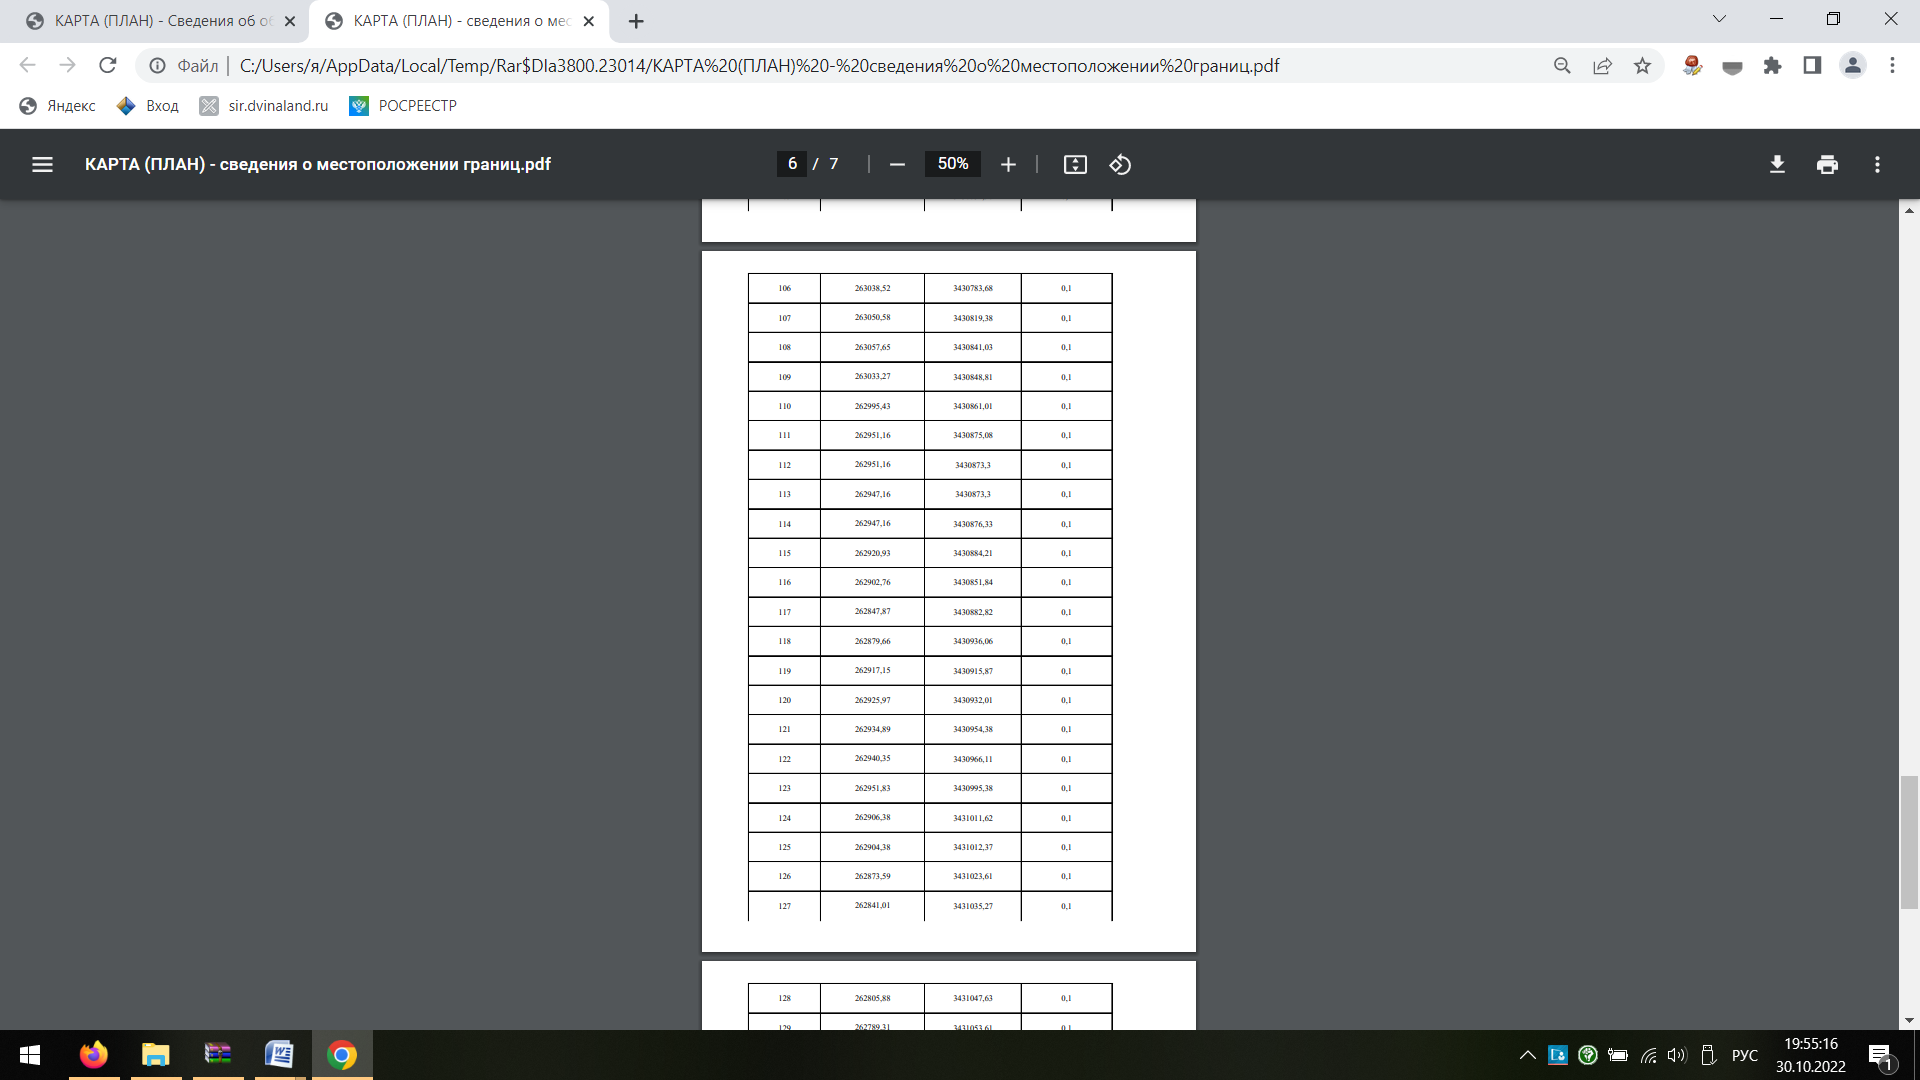 КАРТА (ПЛАН) - Сведения об об
КАРТА (ПЛАН) - сведения о мес
Файл | C:/Users/я/AppData/Local/Temp/Rar$DIa3800.23014/КАРТА%20(ПЛАН)%20-%20сведения%20о%20местоположении%20границ.pdf
Яндекс Вход sir.dvinaland.ru РОСРЕЕСТР
КАРТА (ПЛАН) - сведения о местоположении границ.pdf 6 / 7 50%
106 263038,52 3430783,68 0,1
107 263050,58 3430819,38 0,1
108 263057,65 3430841,03 0,1
109 263033,27 3430848,81 0,1
110 262995,43 3430861,01 0,1
111 262951,16 3430875,08 0,1
112 262951,16 3430873,3 0,1
113 262947,16 3430873,3 0,1
114 262947,16 3430876,33 0,1
115 262920,93 3430884,21 0,1
116 262902,76 3430851,84 0,1
117 262847,87 3430882,82 0,1
118 262879,66 3430936,06 0,1
119 262917,15 3430915,87 0,1
120 262925,97 3430932,01 0,1
121 262934,89 3430954,38 0,1
122 262940,35 3430966,11 0,1
123 262951,83 3430995,38 0,1
124 262906,38 3431011,62 0,1
125 262904,38 3431012,37 0,1
126 262873,59 3431023,61 0,1
127 262841,01 3431035,27 0,1
128 262805,88 3431047,63 0,1
129 262789,31 3431053,61 0,1
РУС 19:55:16
30.10.2022 1